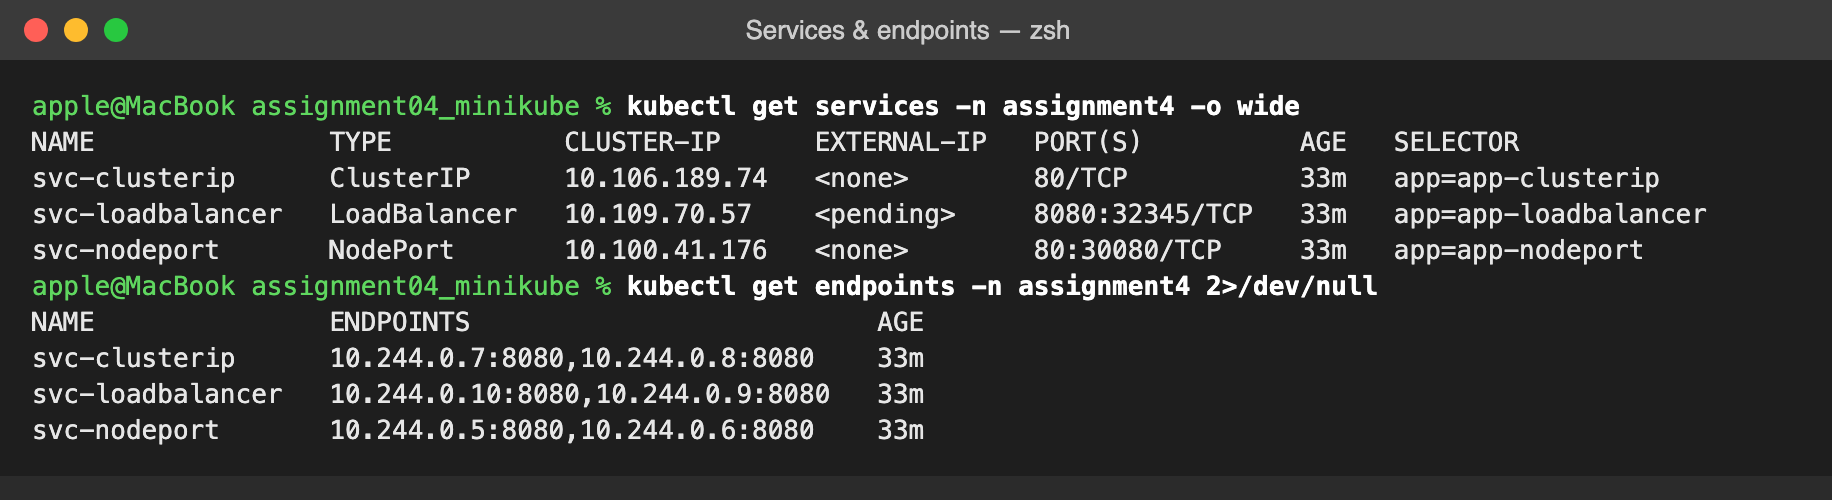 Services & endpoints — zsh
apple@MacBook assignment04_minikube % kubectl get services -n assignment4 -o wide
NAME               TYPE           CLUSTER-IP      EXTERNAL-IP   PORT(S)          AGE   SELECTOR
svc-clusterip      ClusterIP      10.106.189.74   <none>        80/TCP           33m   app=app-clusterip
svc-loadbalancer   LoadBalancer   10.109.70.57    <pending>     8080:32345/TCP   33m   app=app-loadbalancer
svc-nodeport       NodePort       10.100.41.176   <none>        80:30080/TCP     33m   app=app-nodeport
apple@MacBook assignment04_minikube % kubectl get endpoints -n assignment4 2>/dev/null
NAME               ENDPOINTS                          AGE
svc-clusterip      10.244.0.7:8080,10.244.0.8:8080    33m
svc-loadbalancer   10.244.0.10:8080,10.244.0.9:8080   33m
svc-nodeport       10.244.0.5:8080,10.244.0.6:8080    33m